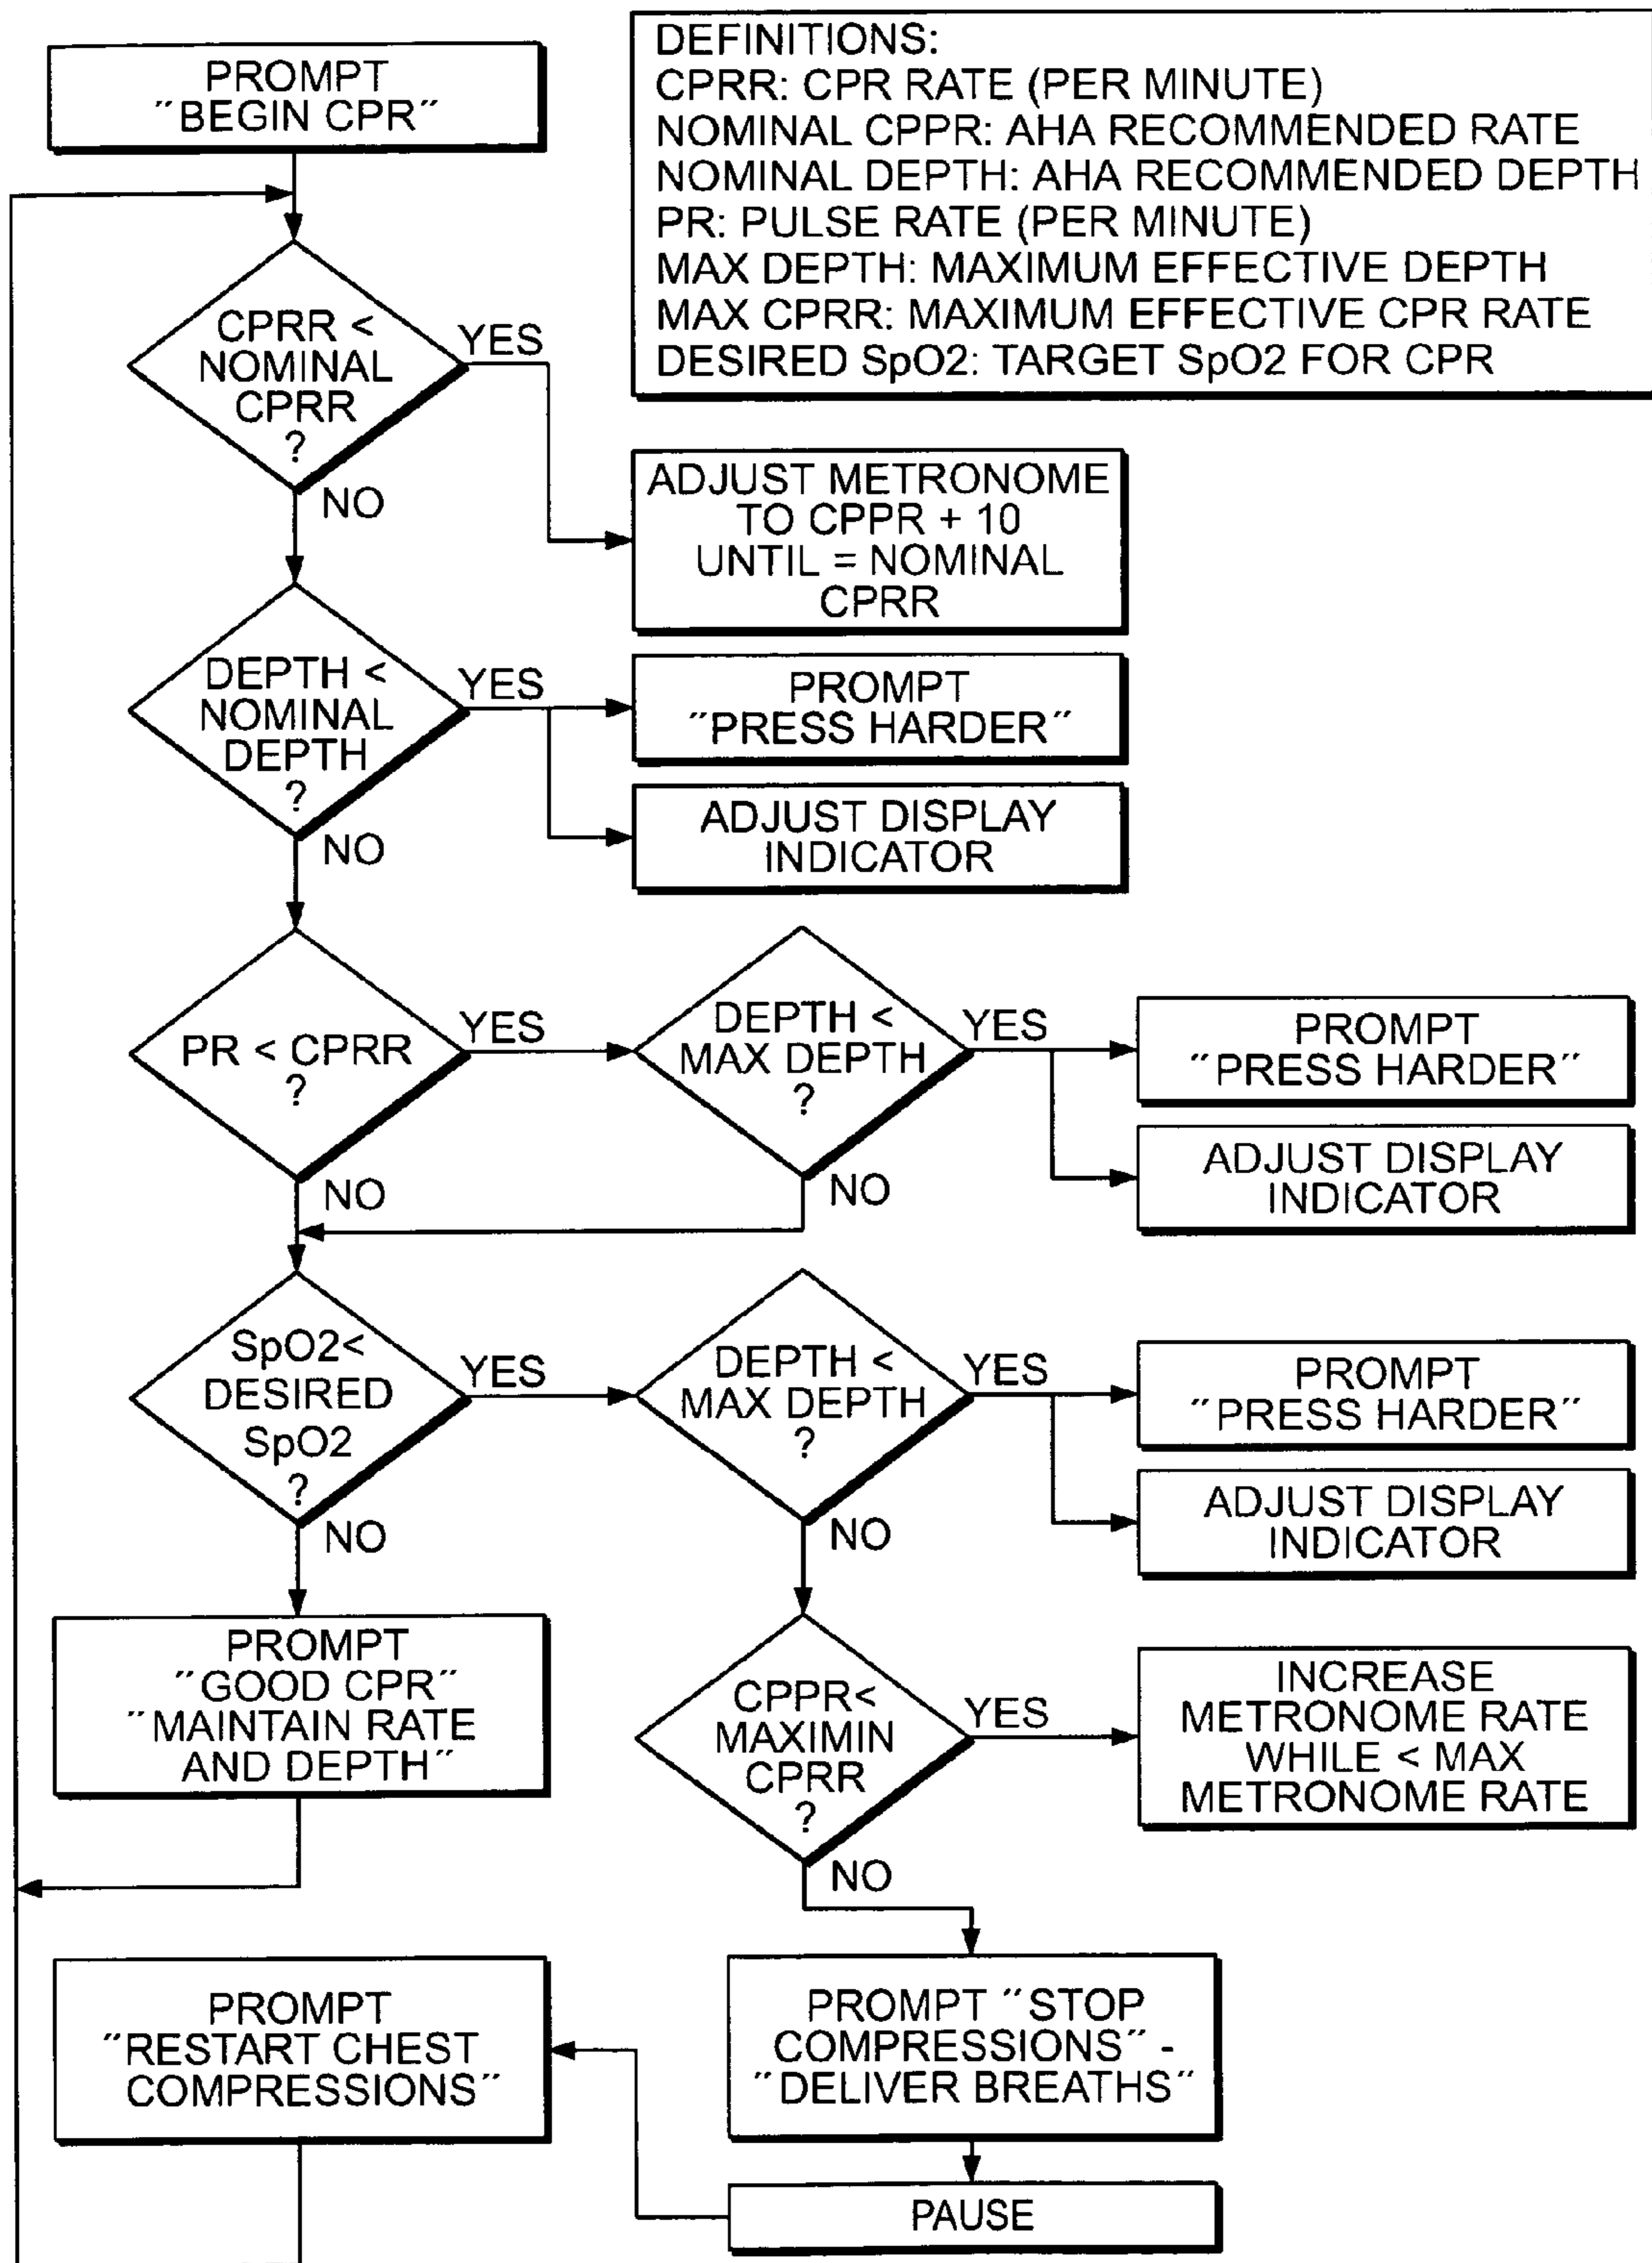 PROMPT
"BEGIN CPR"
DEFINITIONS:
CPRR: CPR RATE (PER MINUTE)
NOMINAL CPPR: AHA RECOMMENDED RATE
NOMINAL DEPTH: AHA RECOMMENDED DEPTH
PR: PULSE RATE (PER MINUTE)
MAX DEPTH: MAXIMUM EFFECTIVE DEPTH
MAX CPRR: MAXIMUM EFFECTIVE CPR RATE
DESIRED SpO2: TARGET SpO2 FOR CPR
CPRR <
NOMINAL
CPRR
?
YES
NO
ADJUST METRONOME
TO CPPR + 10
UNTIL = NOMINAL
CPRR
DEPTH <
NOMINAL
DEPTH
?
YES
NO
PROMPT
"PRESS HARDER"
ADJUST DISPLAY
INDICATOR
PR < CPRR
?
YES
NO
DEPTH <
MAX DEPTH
?
YES
NO
PROMPT
"PRESS HARDER"
ADJUST DISPLAY
INDICATOR
SpO2<
DESIRED
SpO2
?
YES
NO
DEPTH <
MAX DEPTH
?
YES
NO
PROMPT
"PRESS HARDER"
ADJUST DISPLAY
INDICATOR
PROMPT
"GOOD CPR"
"MAINTAIN RATE
AND DEPTH"
CPPR<
MAXIMIN
CPRR
?
YES
NO
INCREASE
METRONOME RATE
WHILE < MAX
METRONOME RATE
PROMPT
"RESTART CHEST
COMPRESSIONS"
PROMPT "STOP
COMPRESSIONS" -
"DELIVER BREATHS"
PAUSE